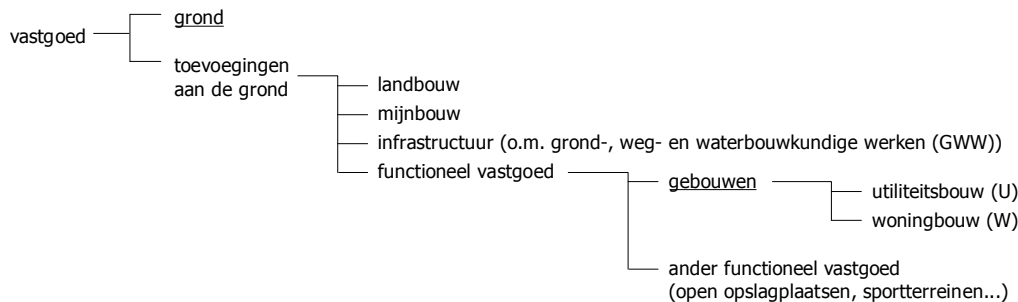 vastgoed
grond
toevoegingen
aan de grond
landbouw
mijnbouw
infrastructuur (o.m. grond-, weg- en waterbouwkundige werken (GWW))
functioneel vastgoed
gebouwen
utiliteitsbouw (U)
woningbouw (W)
ander functioneel vastgoed
(open opslagplaatsen, sportterreinen...)